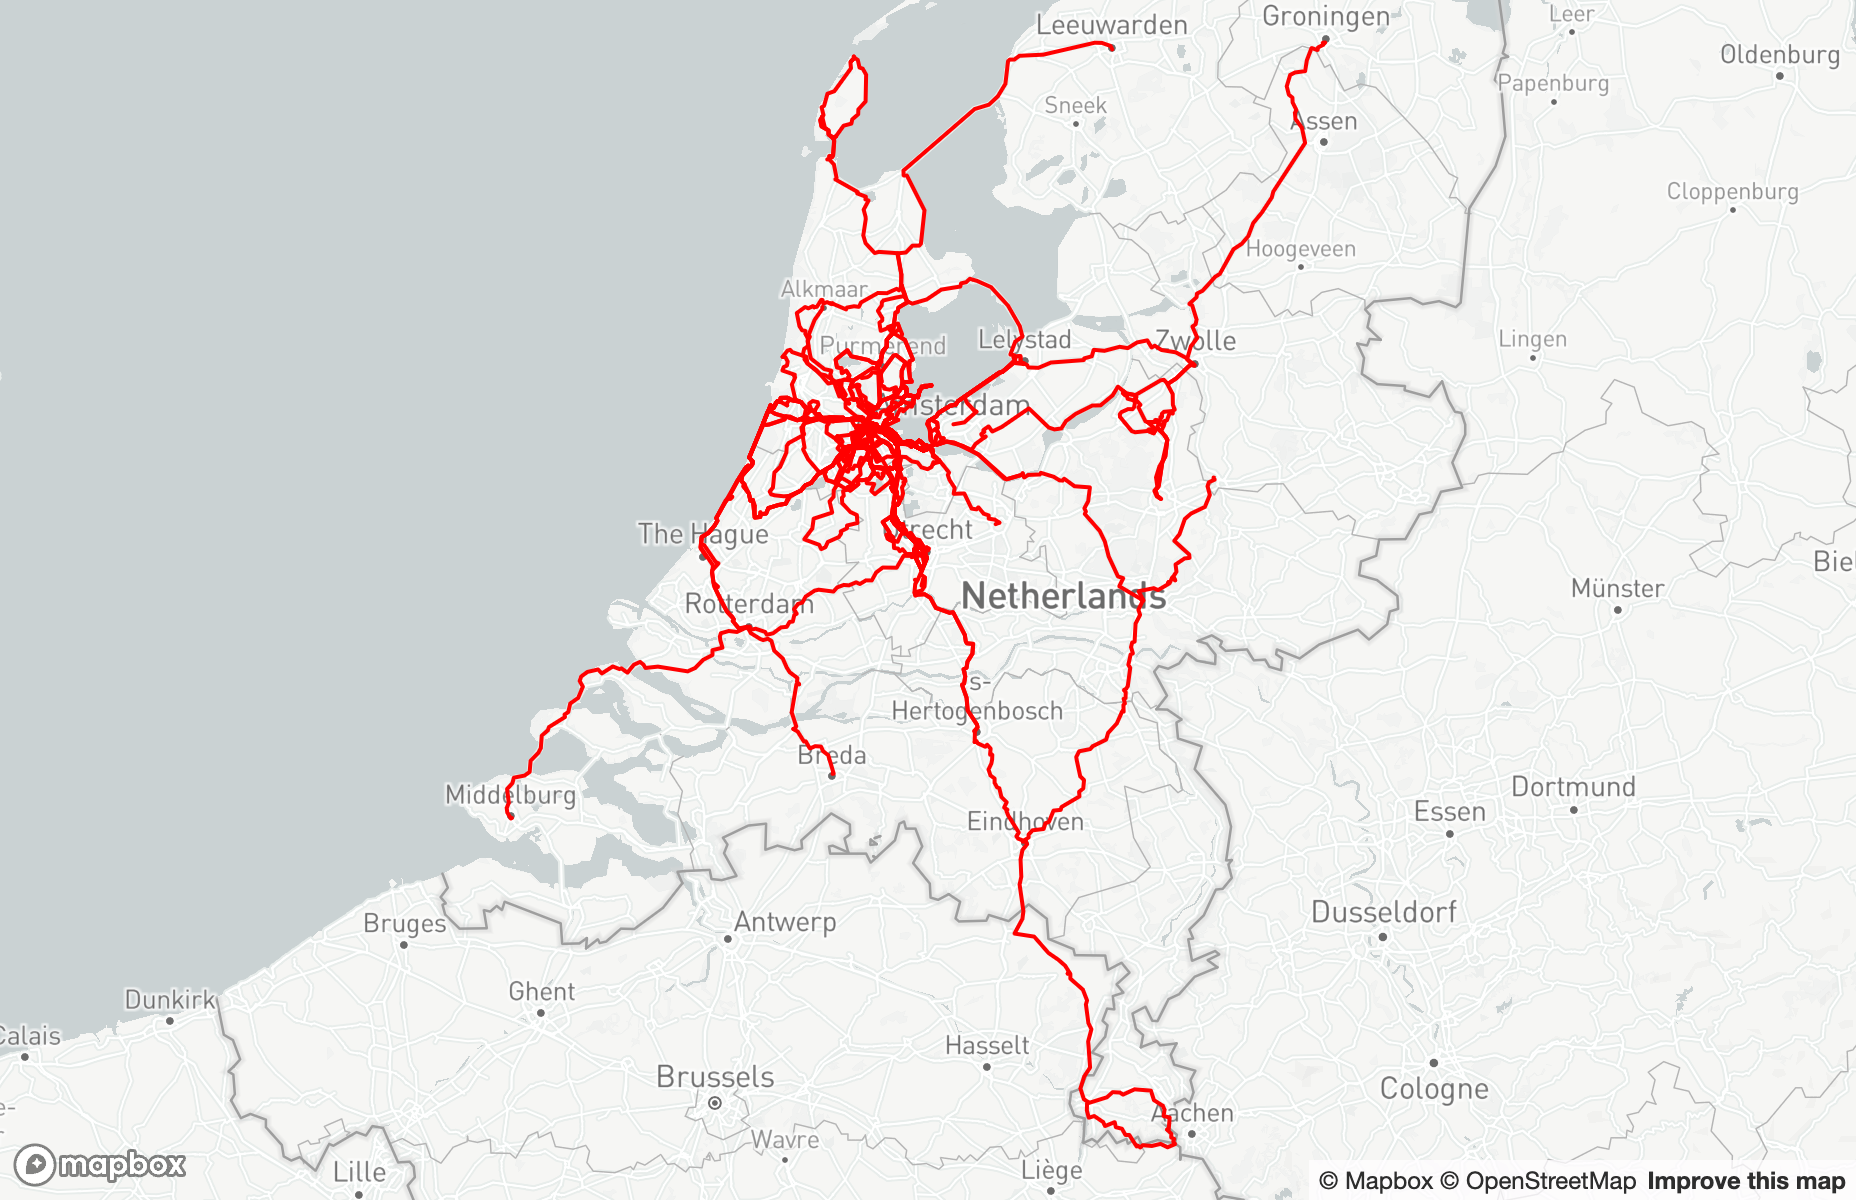 Leeuwarden
Groningen
Leer
Oldenburg
Papenburg
Sneek
Assen
Cloppenburg
Hoogeveen
Alkmaar
Purmerend
Lelystad
Zwolle
Lingen
Amsterdam
The Hague
Utrecht
Netherlands
Münster
Rotterdam
s-
Hertogenbosch
Breda
Middelburg
Eindhoven
Dortmund
Essen
Bruges
Antwerp
Dusseldorf
Dunkirk
Ghent
Calais
Hasselt
Brussels
Cologne
Aachen
Wavre
Lille
Liège
mapbox
© Mapbox © OpenStreetMap Improve this map